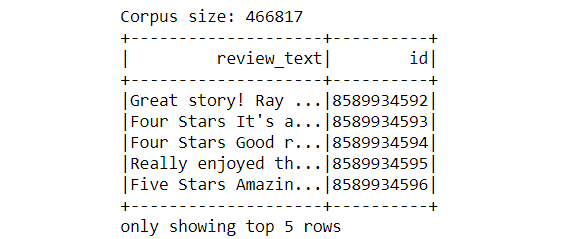 Corpus size: 466817
+--------------------+----------+
|         review_text|        id|
+--------------------+----------+
|Great story! Ray ...|8589934592|
|Four Stars It's a...|8589934593|
|Four Stars Good r...|8589934594|
|Really enjoyed th...|8589934595|
|Five Stars Amazin...|8589934596|
+--------------------+----------+
only showing top 5 rows